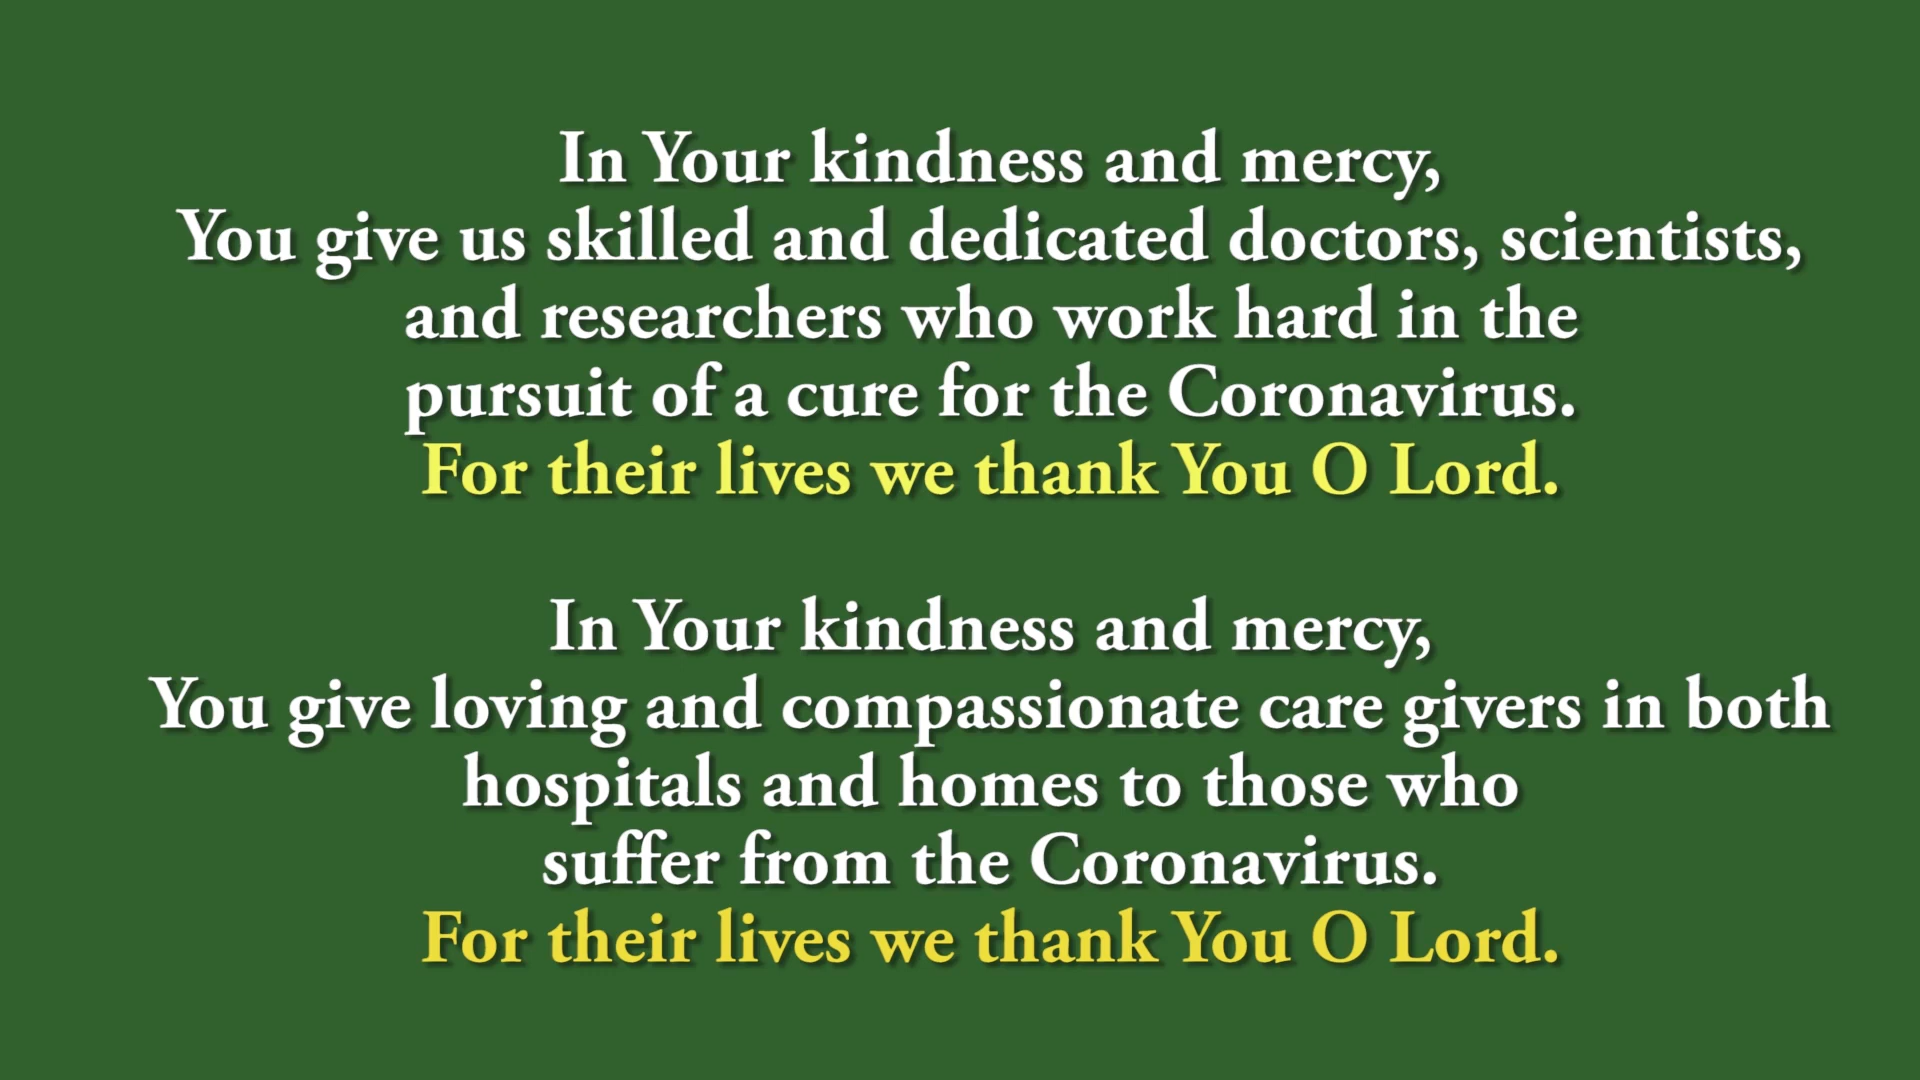 In Your kindness and mercy,
You give us skilled and dedicated doctors, scientists,
and researchers who work hard in the
pursuit of a cure for the Coronavirus.
For their lives we thank You O Lord.
In Your kindness and mercy,
You give loving and compassionate care givers in both
hospitals and homes to those who
suffer from the Coronavirus.
For their lives we thank You O Lord.